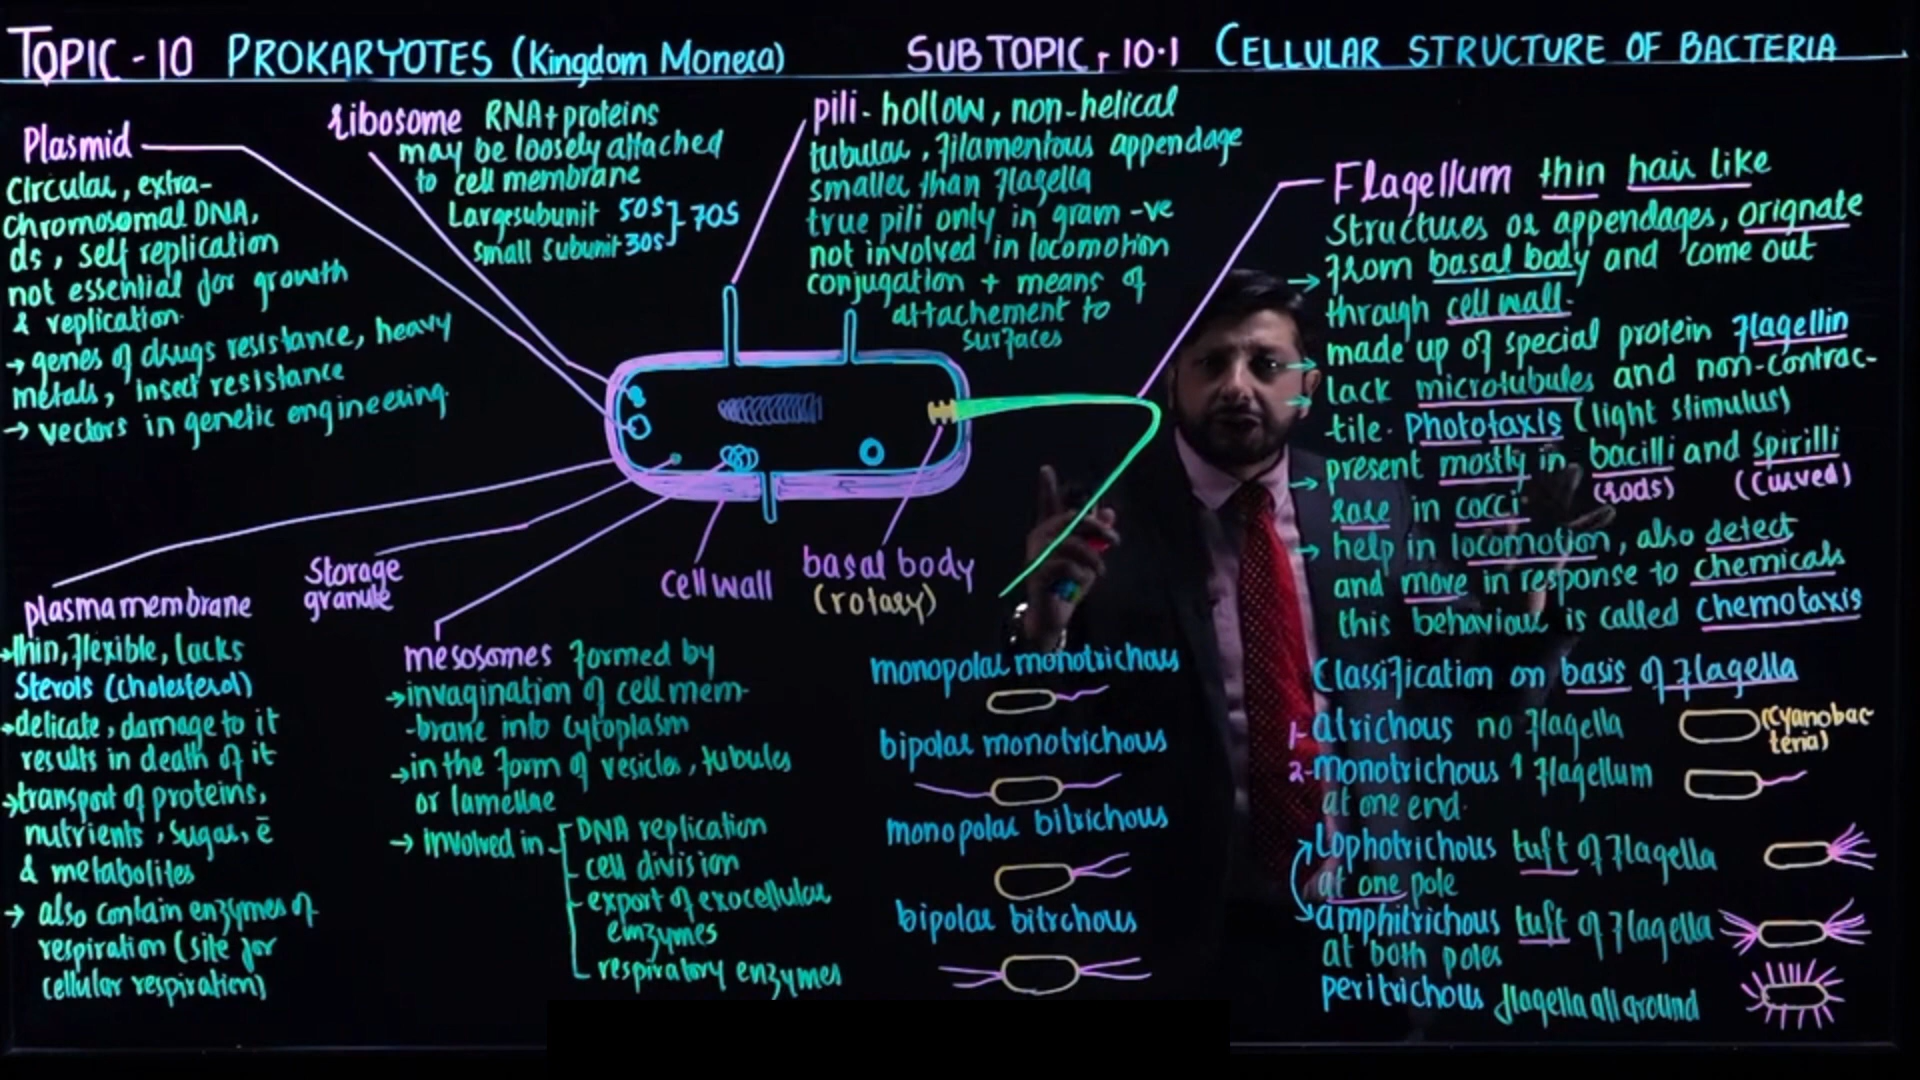 TOPIC - 10 PROKARYOTES (Kingdom Monera) SUBTOPIC, 10.1 CELLULAR STRUCTURE OF BACTERIA
Plasmid
Circular, extra-
Chromosomal DNA,
ds, self replication
not essential for growth
& replication.
→ genes of drugs resistance, heavy
metals, Insect resistance
→ vectors in genetic engineering.
ribosome RNA+proteins
may be loosely attached
to cell membrane
Large subunit 50S
small subunit 30S
70S
pili - hollow, non-helical
tubular, filamentous appendage
smaller than flagella
true pili only in gram -ve
not involved in locomotion
conjugation + means of
attachement to
surfaces
Flagellum thin hair like
Structures or appendages, orignate
→ from basal body and come out
through cell wall.
→ made up of special protein flagellin
→ lack microtubules and non-contrac-
-tile. Phototaxis (light stimulus)
→ present mostly in bacilli and spirilli
(rods) (Curved)
rare in cocci
→ help in locomotion, also detect
and move in response to chemicals
this behaviour is called chemotaxis
Storage
granule
cell wall
basal body
(rotary)
plasma membrane
→thin, flexible, lacks
Sterols (cholesterol)
→delicate, damage to it
results in death of it
→transport of proteins,
nutrients, Sugar, ē
& metabolites
→ also contain enzymes of
respiration (site for
cellular respiration)
mesosomes formed by
→invagination of cell mem-
-brane into cytoplasm
→in the form of vesicles, tubules
or lamellae
→ Involved in
DNA replication
- cell division
- export of exocellular
emzymes
- respiratory enzymes
monopolar monotrichous
bipolar monotrichous
monopolar bitrichous
bipolar bitrchous
Classification on basis of flagella
1- atrichous no flagella
(Cyanobac-
teria)
2- monotrichous 1 flagellum
at one end.
lophotrichous tuft of flagella
at one pole
amphitrichous tuft of flagella
at both poles
peritrichous flagella all around